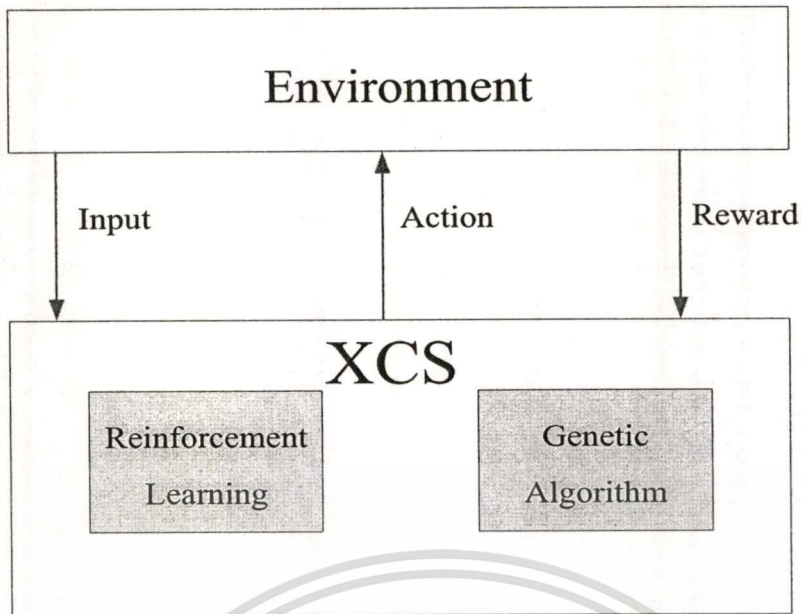 Environment
Input
Action
Reward
XCS
Reinforcement
Learning
Genetic
Algorithm